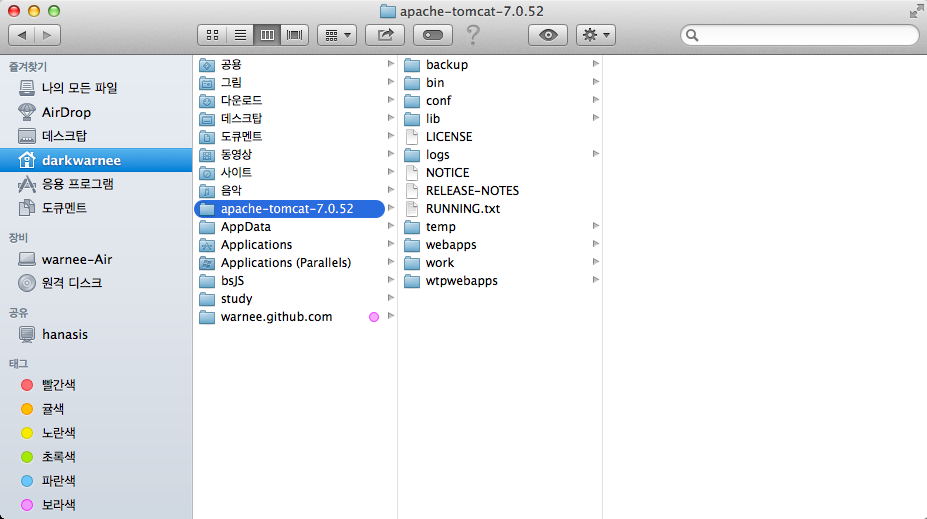 apache-tomcat-7.0.52
즐겨찾기
나의 모든 파일
AirDrop
데스크탑
darkwarnee
응용 프로그램
도큐멘트
장비
warnee-Air
원격 디스크
공유
hanasis
태그
빨간색
귤색
노란색
초록색
파란색
보라색
공용
그림
다운로드
데스크탑
도큐멘트
동영상
사이트
음악
apache-tomcat-7.0.52
AppData
Applications
Applications (Parallels)
bsJS
study
warnee.github.com
backup
bin
conf
lib
LICENSE
logs
NOTICE
RELEASE-NOTES
RUNNING.txt
temp
webapps
work
wtpwebapps